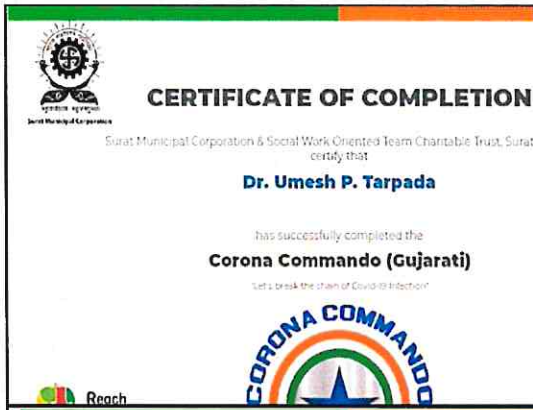 CERTIFICATE OF COMPLETION
Surat Municipal Corporation
Surat Municipal Corporation & Social Work Oriented Team Charitable Trust, Surat
certify that
Dr. Umesh P. Tarpada
has successfully completed the
Corona Commando (Gujarati)
"Let's break the chain of Covid-19 Infection"
CORONA COMMANDO
Reach